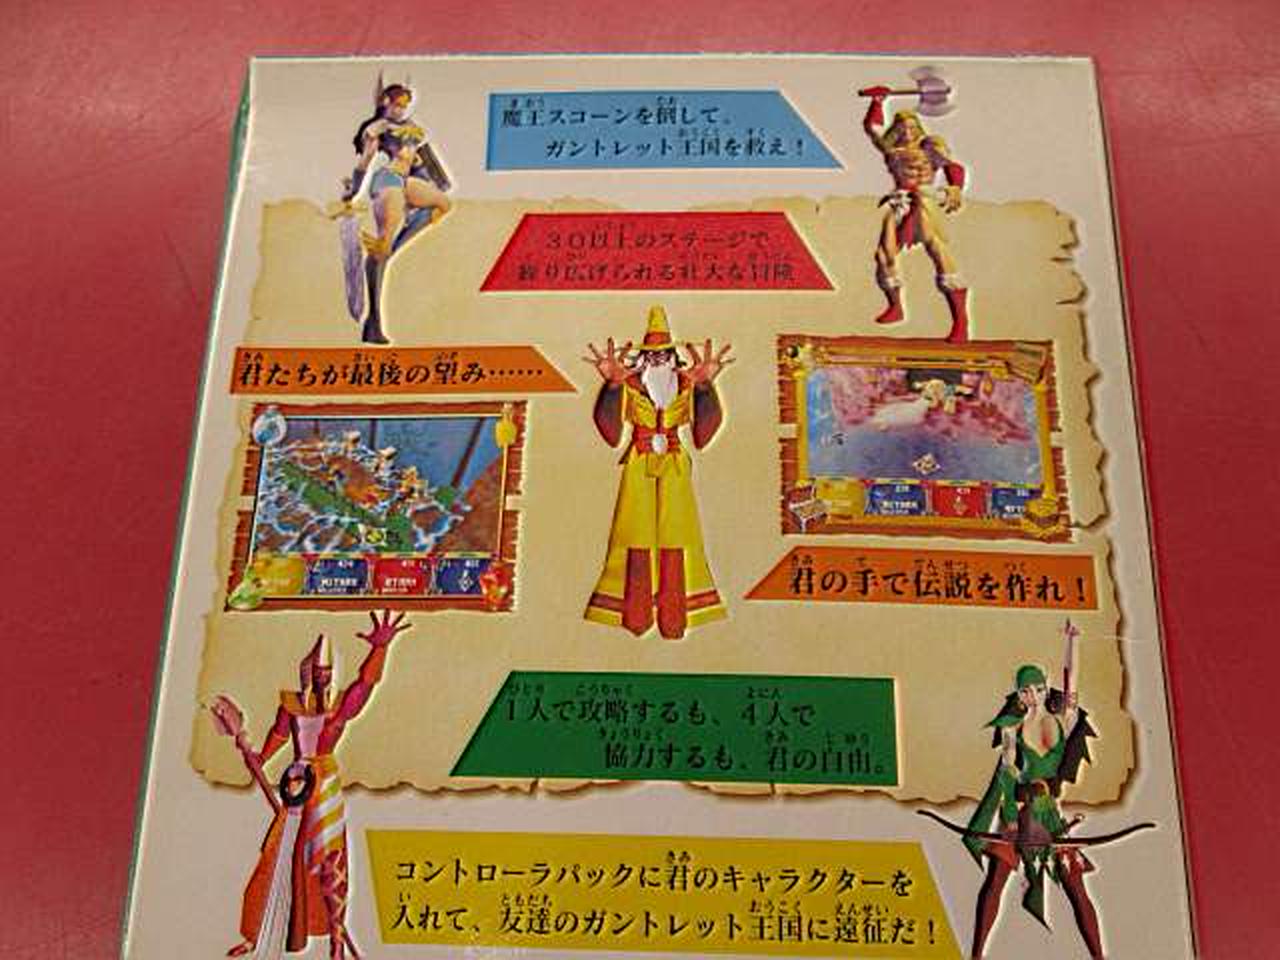 魔王スコーンを倒して。
ガントレット王国を救え!
30以上のステージで
繰り広げられる壮大な冒険
君たちが最後の望み……
君の手で伝説を作れ!
1人で攻略するも、4人で
協力するも、君の自由。
コントローラパックに君のキャラクターを
入れて、友達のガントレット王国に遠征だ!